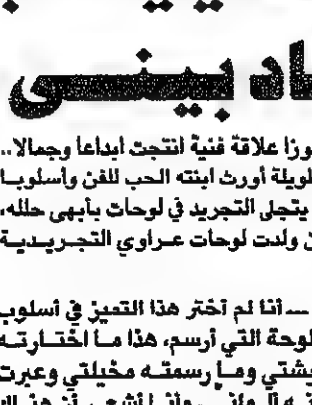 اد بينى
وزا علاقة فنية انتجت ابداعا وجمالا..
طويلة أورث ابنته الحب للفن وأسلوبا
يتجلى التجريد في لوحات بأبهى حلله،
ن ولدت لوحات عراوي التجريدية
ـ أنا لم أختر هذا التميز في أسلوب
لوحة التي أرسم، هذا ما اختارته
يشتي وما رسمته مخيلتي وعبرت